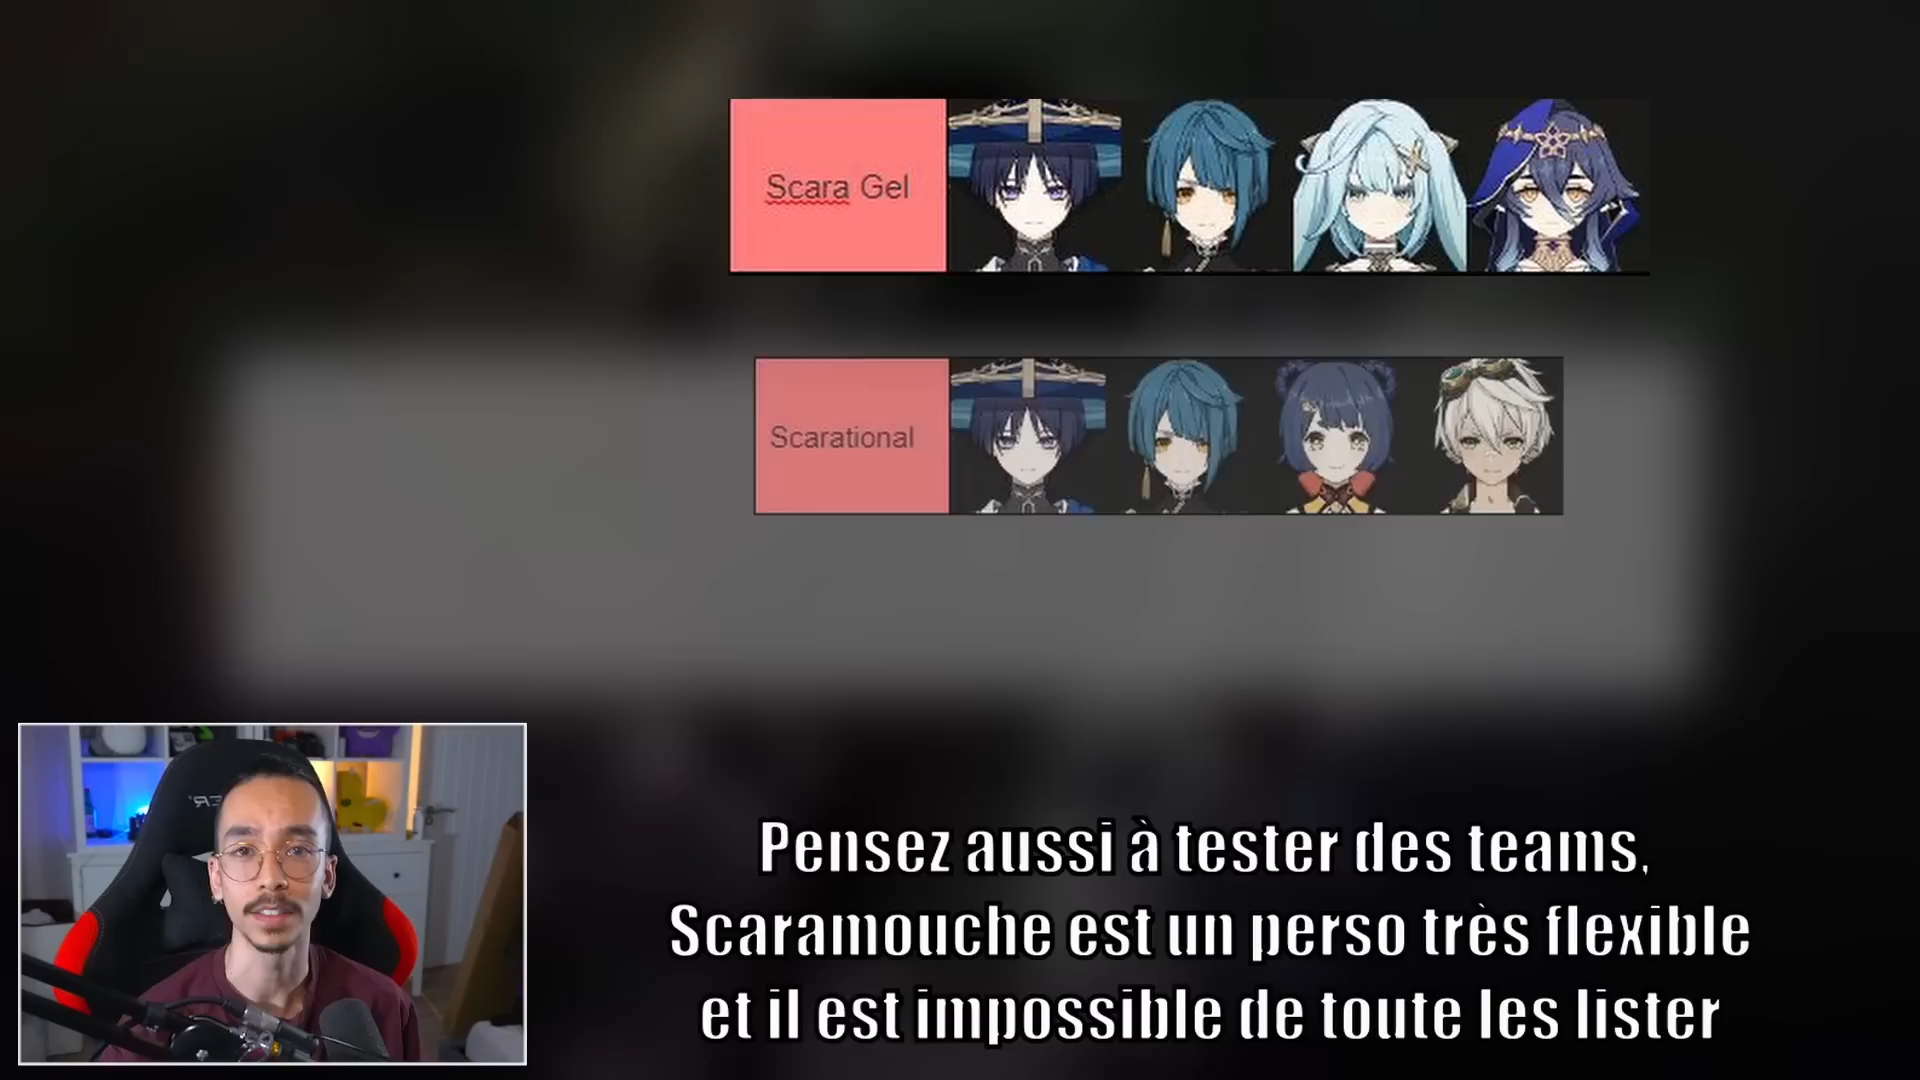 Scara Gel
Scarational
Pensez aussi à tester des teams,
Scaramouche est un perso très flexible
et il est impossible de toute les lister